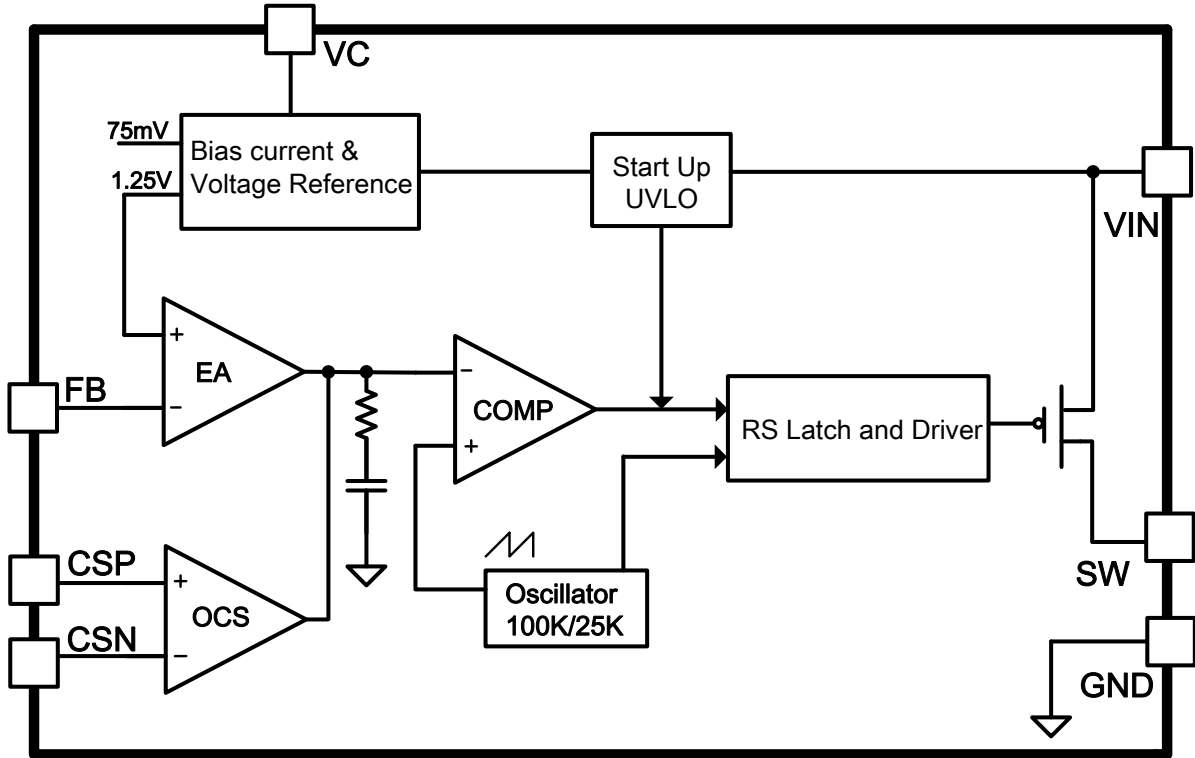 VC
75mV
Bias current &
Voltage Reference
1.25V
Start Up
UVLO
VIN
+
EA
−
FB
−
COMP
+
RS Latch and Driver
CSP
+
OCS
CSN
−
Oscillator
100K/25K
SW
GND